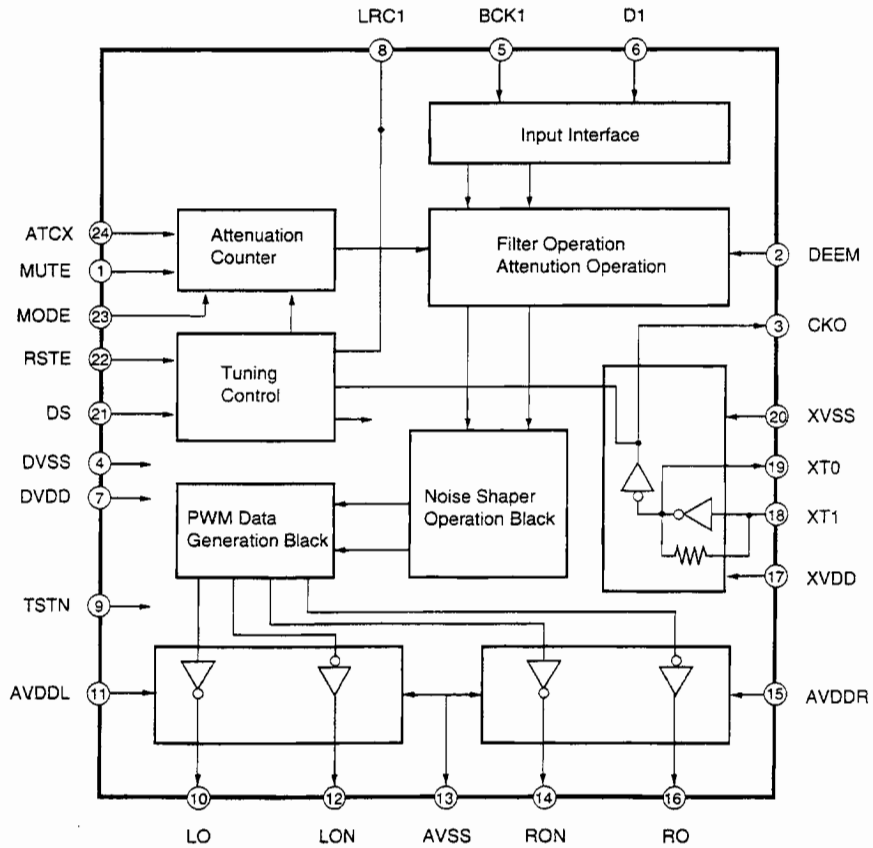 LRC1 BCK1 D1
8 5 6
Input Interface
ATCX 24
Attenuation
Counter
Filter Operation
Attenution Operation
2 DEEM
MUTE 1
MODE 23
3 CKO
RSTE 22
Tuning
Control
DS 21
20 XVSS
DVSS 4
19 XT0
DVDD 7
PWM Data
Generation Black
Noise Shaper
Operation Black
18 XT1
17 XVDD
TSTN 9
AVDDL 11
15 AVDDR
10 12 13 14 16
LO LON AVSS RON RO